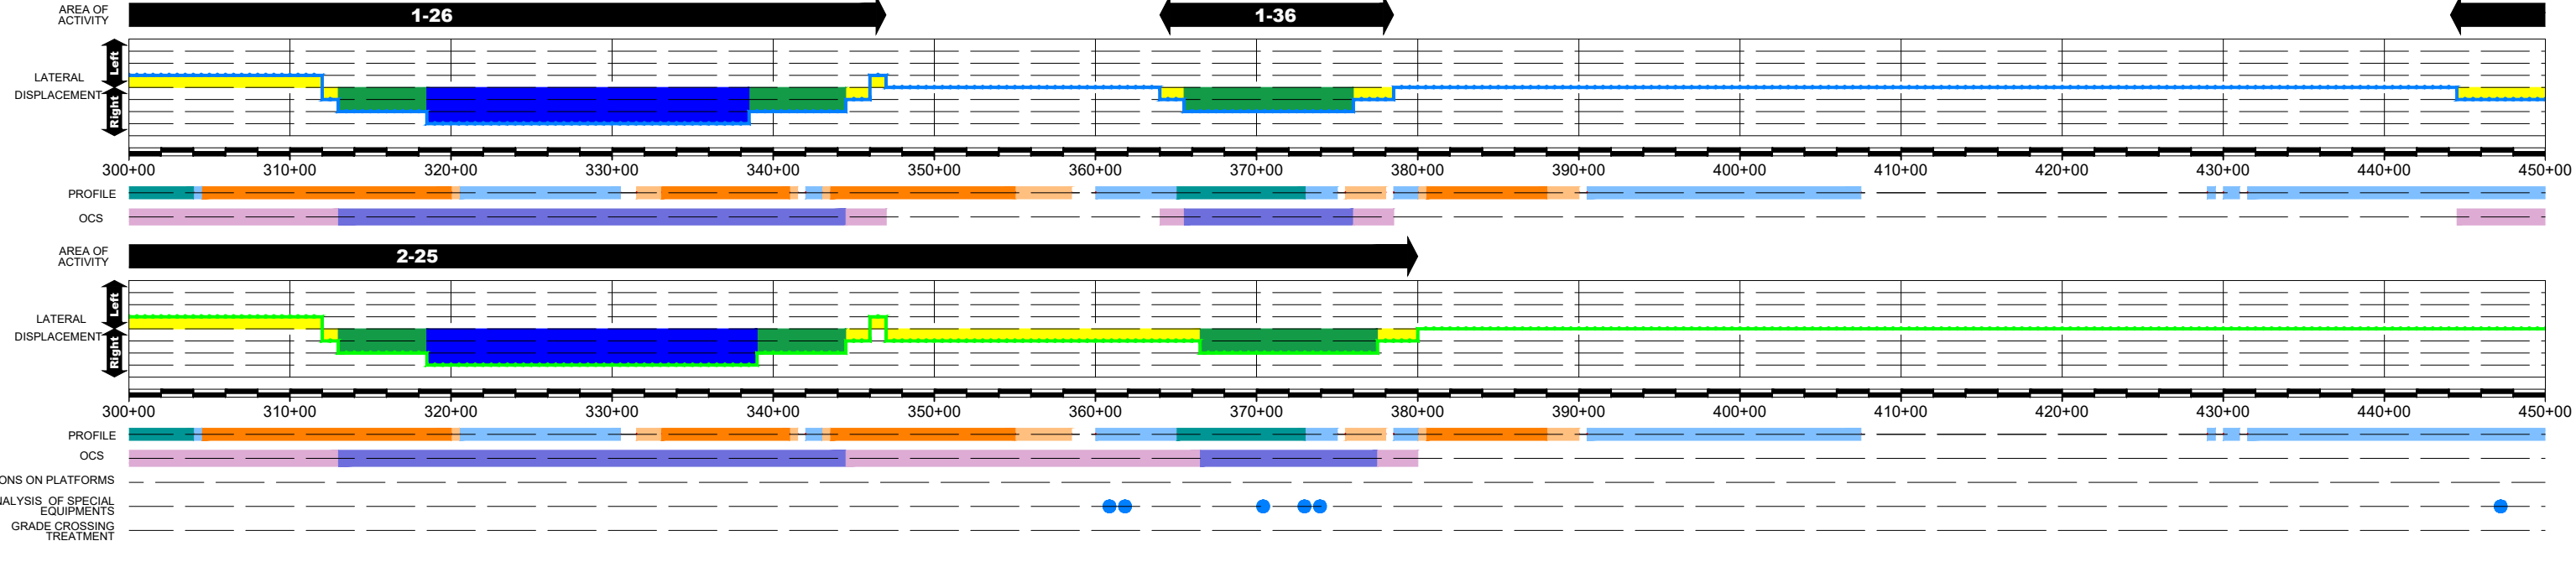 AREA OF
ACTIVITY
1-26
1-36
Left
LATERAL
DISPLACEMENT
Right
300+00 310+00 320+00 330+00 340+00 350+00 360+00 370+00 380+00 390+00 400+00 410+00 420+00 430+00 440+00 450+00
PROFILE
OCS
AREA OF
ACTIVITY
2-25
Left
LATERAL
DISPLACEMENT
Right
300+00 310+00 320+00 330+00 340+00 350+00 360+00 370+00 380+00 390+00 400+00 410+00 420+00 430+00 440+00 450+00
PROFILE
OCS
ONS ON PLATFORMS
NALYSIS OF SPECIAL
EQUIPMENTS
GRADE CROSSING
TREATMENT